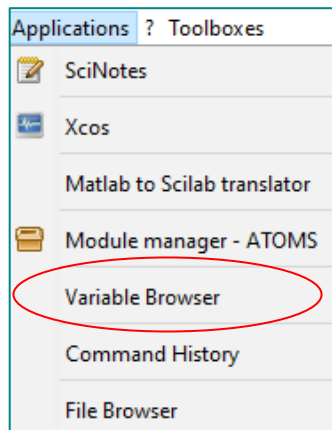 Applications ? Toolboxes
SciNotes
Xcos
Matlab to Scilab translator
Module manager - ATOMS
Variable Browser
Command History
File Browser